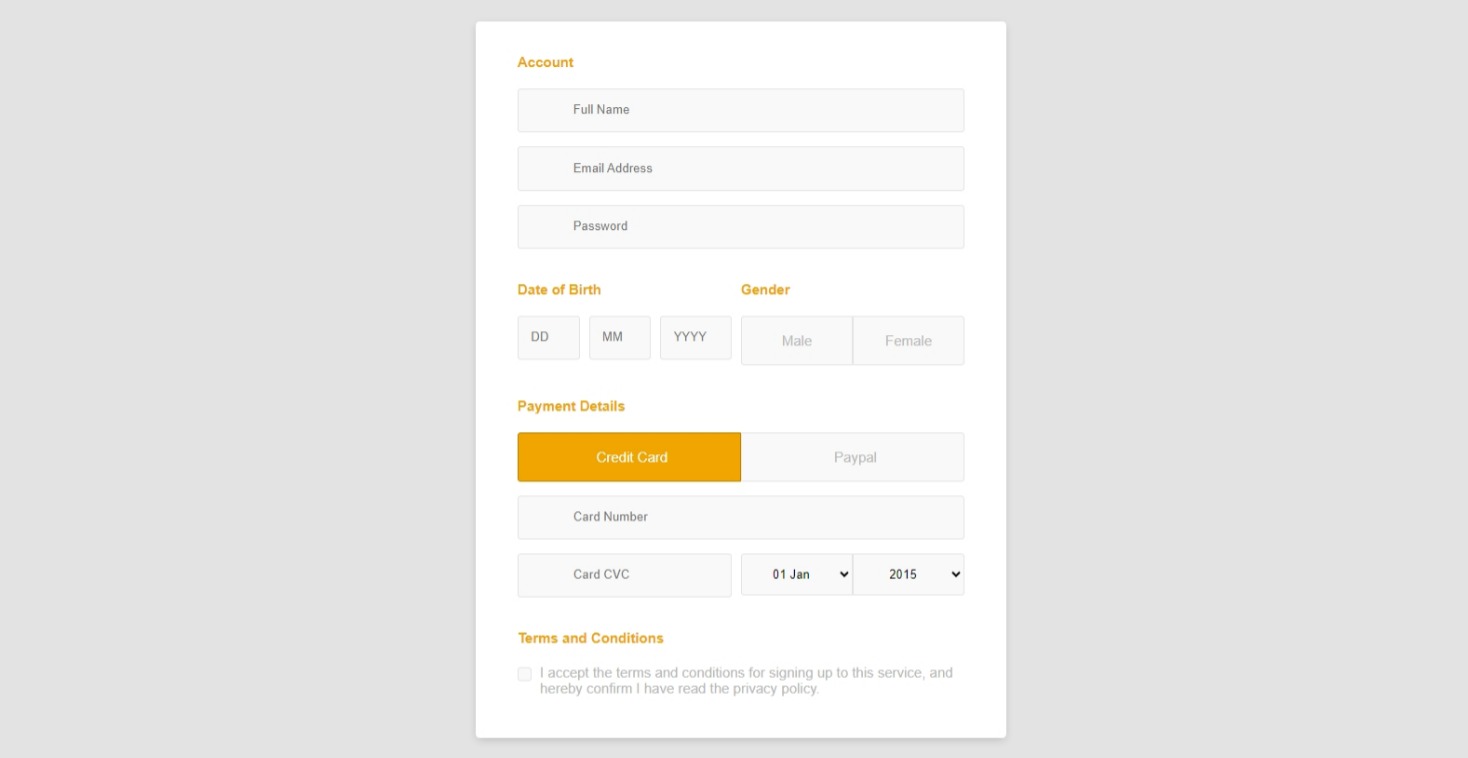 Account
Full Name
Email Address
Password
Date of Birth
Gender
DD
MM
YYYY
Male
Female
Payment Details
Credit Card
Paypal
Card Number
Card CVC
01 Jan
2015
Terms and Conditions
I accept the terms and conditions for signing up to this service, and
hereby confirm I have read the privacy policy.